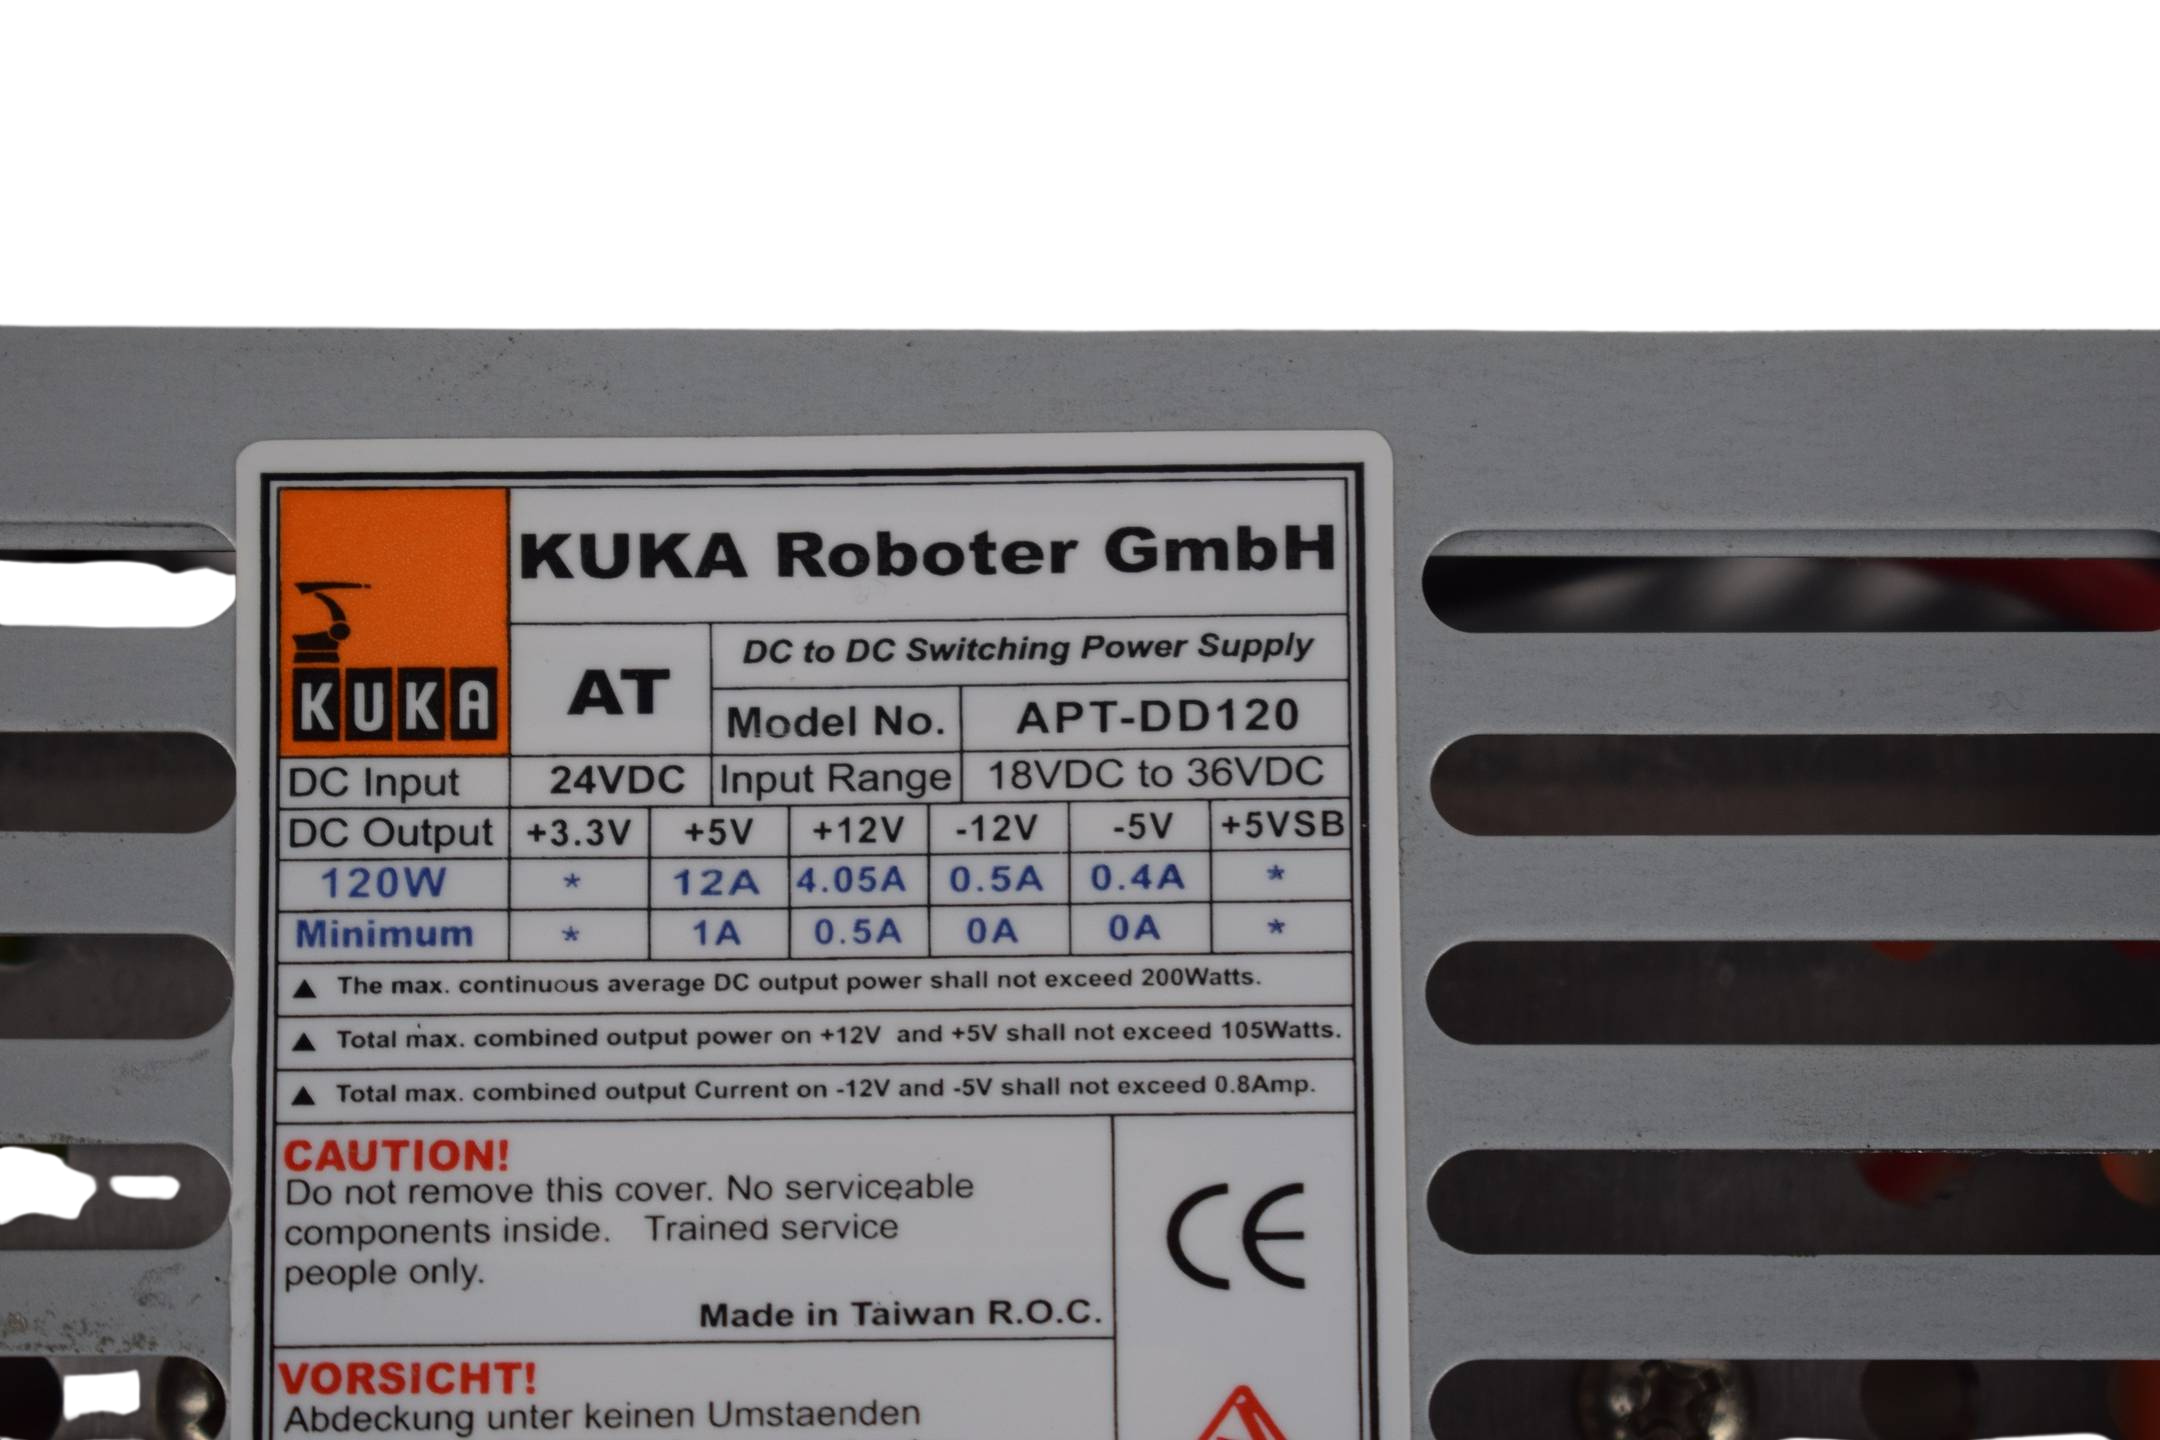 KUKA Roboter GmbH
KUKA
AT
DC to DC Switching Power Supply
Model No. APT-DD120
DC Input 24VDC Input Range 18VDC to 36VDC
DC Output +3.3V +5V +12V -12V -5V +5VSB
120W * 12A 4.05A 0.5A 0.4A *
Minimum * 1A 0.5A 0A 0A *
▲ The max. continuous average DC output power shall not exceed 200Watts.
▲ Total max. combined output power on +12V and +5V shall not exceed 105Watts.
▲ Total max. combined output Current on -12V and -5V shall not exceed 0.8Amp.
CAUTION!
Do not remove this cover. No serviceable
components inside. Trained service
people only.
CE
Made in Taiwan R.O.C.
VORSICHT!
Abdeckung unter keinen Umstaenden